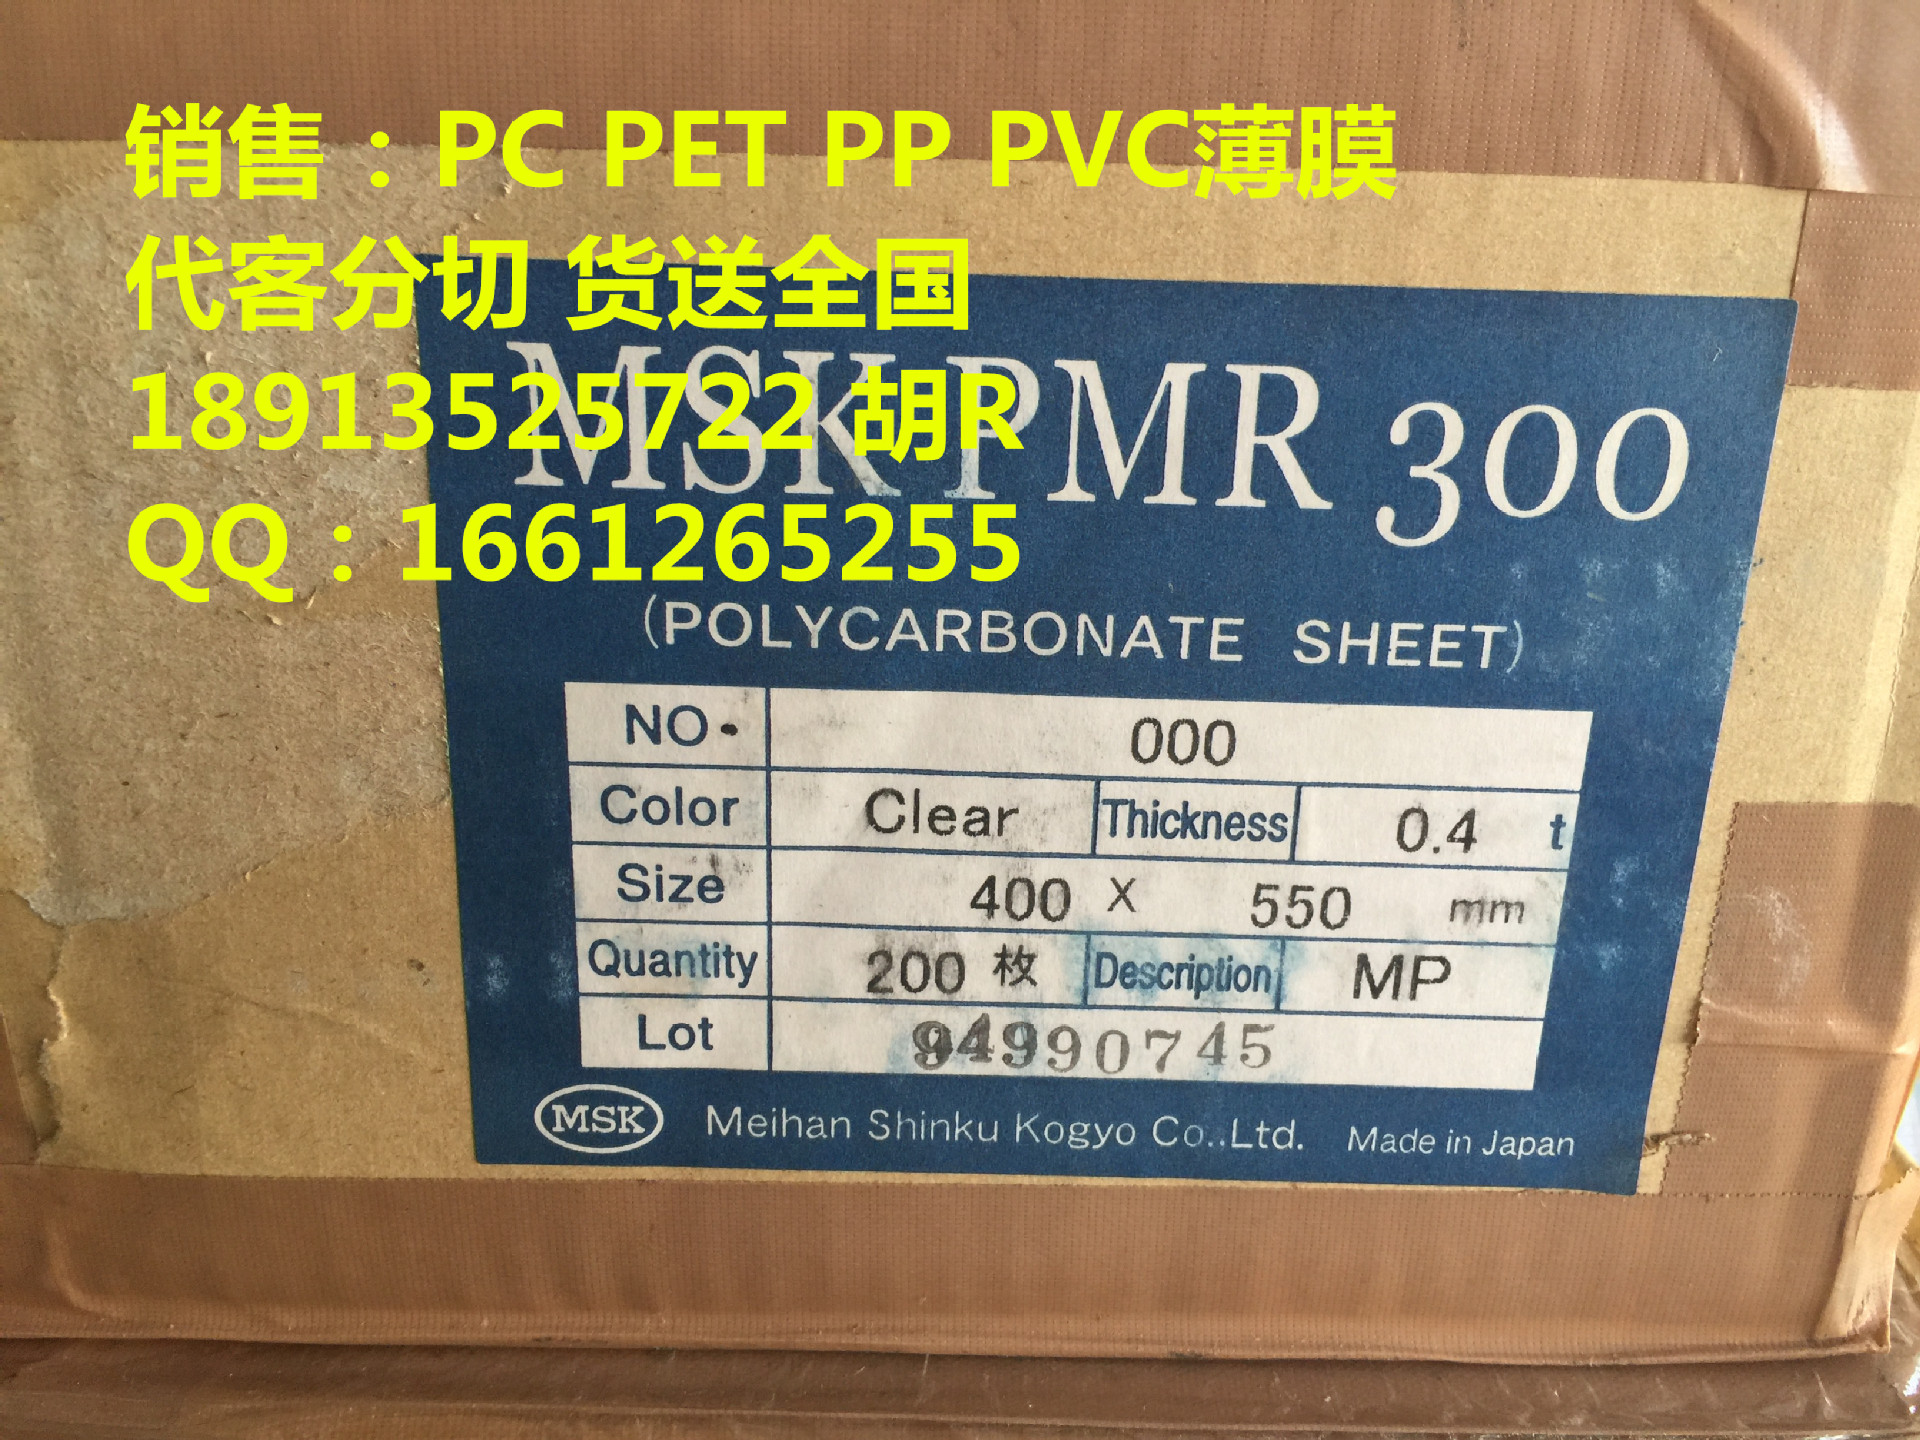 销售：PC PET PP PVC薄膜
代客分切 货送全国
18913525722 胡R
QQ：1661265255
MSK PMR 300
(POLYCARBONATE SHEET)
NO. 000
Color Clear Thickness 0.4 t
Size 400 X 550 mm
Quantity 200 枚 Description MP
Lot 94990745
MSK Meihan Shinku Kogyo Co.,Ltd. Made in Japan